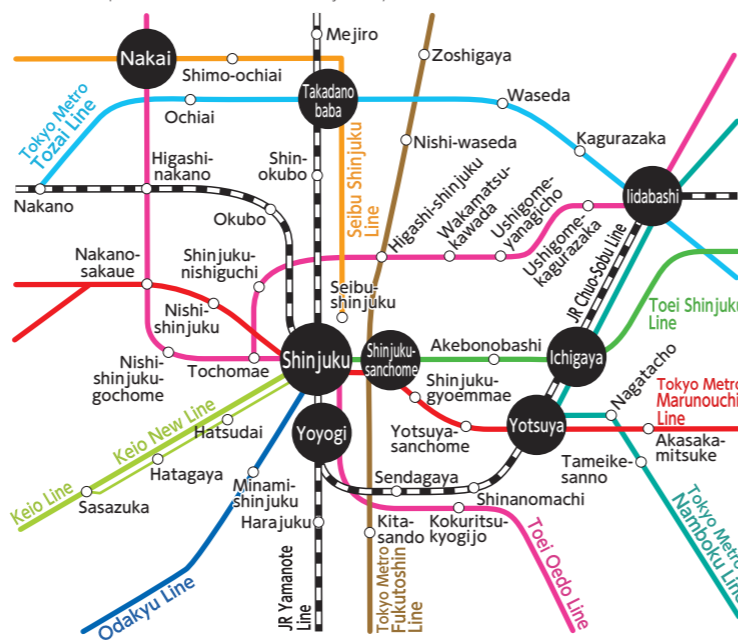 Mejiro
Nakai
Zoshigaya
Shimo-ochiai
Takadano
baba
Waseda
Ochiai
Tokyo Metro
Tozai Line
Nishi-waseda
Kagurazaka
Higashi-
nakano
Shin-
okubo
Seibu Shinjuku
Line
Higashi-shinjuku
Wakamatsu-
kawada
Ushigome-
yanagicho
Ushigome-
kagurazaka
Iidabashi
Nakano
Okubo
JR Chuo-Sobu Line
Nakano-
sakaue
Shinjuku-
nishiguchi
Seibu-
shinjuku
Toei Shinjuku
Line
Nishi-
shinjuku
Nishi-
shinjuku-
gochome
Tochomae
Shinjuku
Shinjuku-
sanchome
Akebonobashi
Ichigaya
Nagatacho
Tokyo Metro
Marunouchi
Line
Shinjuku-
gyoemmae
Yotsuya-
sanchome
Yotsuya
Akasaka-
mitsuke
Tameike-
sanno
Keio New Line
Hatsudai
Hatagaya
Keio Line
Sasazuka
Yoyogi
Minami-
shinjuku
Harajuku
Sendagaya
Shinanomachi
Kita-
sando
Kokuritsu-
kyogijo
Tokyo Metro
Namboku Line
Odakyu Line
JR Yamanote
Line
Tokyo Metro
Fukutoshin
Line
Toei Oedo Line